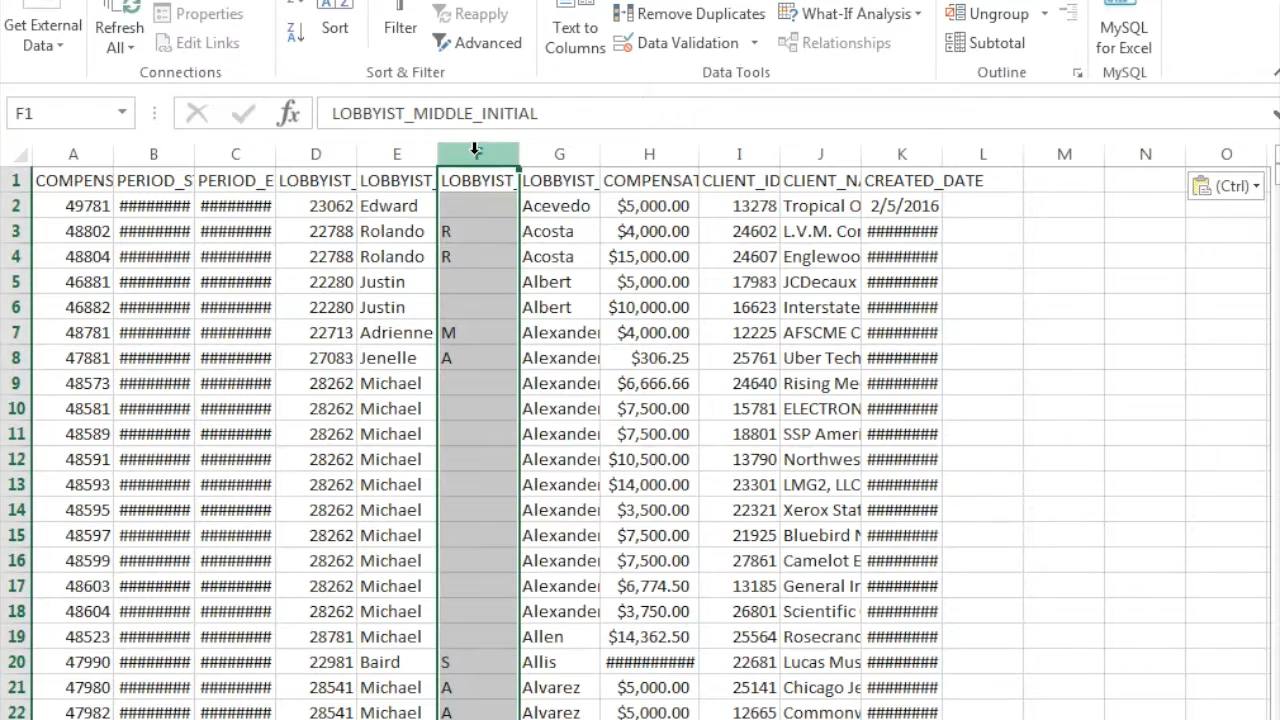 Get External Data
Refresh All
Properties
Edit Links
Connections
Sort
Filter
Reapply
Advanced
Sort & Filter
Text to Columns
Remove Duplicates
Data Validation
What-If Analysis
Relationships
Data Tools
Ungroup
Subtotal
Outline
MySQL for Excel
MySQL
F1 fx LOBBYIST_MIDDLE_INITIAL
A B C D E F G H I J K L M N O
1 COMPENS PERIOD_S PERIOD_E LOBBYIST_ LOBBYIST_ LOBBYIST_ LOBBYIST_ COMPENSAT CLIENT_ID CLIENT_NA CREATED_DATE
(Ctrl)
2 49781 ######## ######## 23062 Edward Acevedo $5,000.00 13278 Tropical O 2/5/2016
3 48802 ######## ######## 22788 Rolando R Acosta $4,000.00 24602 L.V.M. Cor ########
4 48804 ######## ######## 22788 Rolando R Acosta $15,000.00 24607 Englewoo ########
5 46881 ######## ######## 22280 Justin Albert $5,000.00 17983 JCDecaux ########
6 46882 ######## ######## 22280 Justin Albert $10,000.00 16623 Interstate ########
7 48781 ######## ######## 22713 Adrienne M Alexander $4,000.00 12225 AFSCME C ########
8 47881 ######## ######## 27083 Jenelle A Alexander $306.25 25761 Uber Tech ########
9 48573 ######## ######## 28262 Michael Alexander $6,666.66 24640 Rising Me ########
10 48581 ######## ######## 28262 Michael Alexander $7,500.00 15781 ELECTRON ########
11 48589 ######## ######## 28262 Michael Alexander $7,500.00 18801 SSP Ameri ########
12 48591 ######## ######## 28262 Michael Alexander $10,500.00 13790 Northwes ########
13 48593 ######## ######## 28262 Michael Alexander $14,000.00 23301 LMG2, LLC ########
14 48595 ######## ######## 28262 Michael Alexander $3,500.00 22321 Xerox Stat ########
15 48597 ######## ######## 28262 Michael Alexander $7,500.00 21925 Bluebird N ########
16 48599 ######## ######## 28262 Michael Alexander $7,500.00 27861 Camelot E ########
17 48603 ######## ######## 28262 Michael Alexander $6,774.50 13185 General Ir ########
18 48604 ######## ######## 28262 Michael Alexander $3,750.00 26801 Scientific ########
19 48523 ######## ######## 28781 Michael Allen $14,362.50 25564 Rosecranc ########
20 47990 ######## ######## 22981 Baird S Allis ########## 22681 Lucas Mus ########
21 47980 ######## ######## 28541 Michael A Alvarez $5,000.00 25141 Chicago Je ########
22 47982 ######## ######## 28541 Michael A Alvarez $5,000.00 12665 Commonw ########